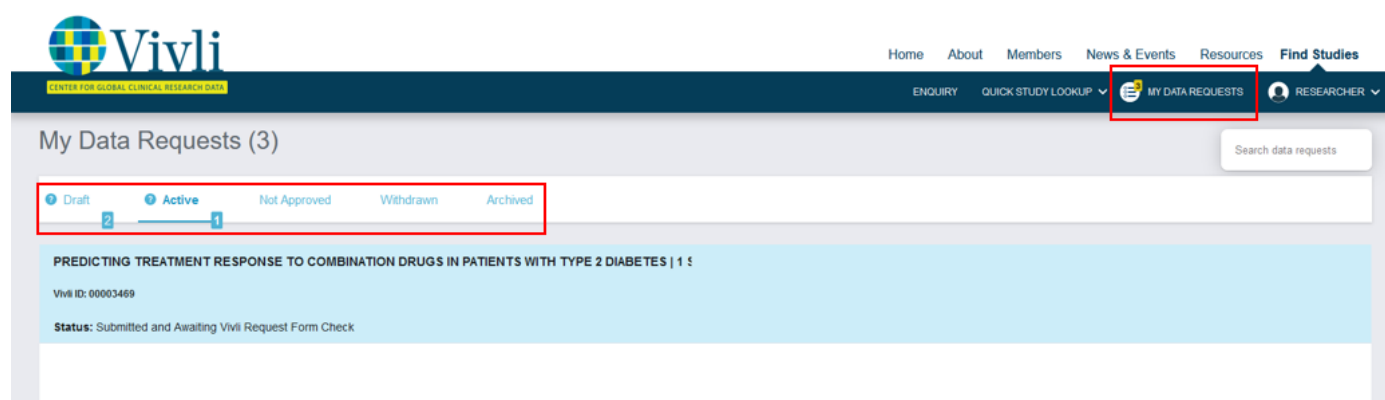 Vivli
CENTER FOR GLOBAL CLINICAL RESEARCH DATA
Home About Members News & Events Resources Find Studies
ENQUIRY QUICK STUDY LOOKUP 3 MY DATA REQUESTS RESEARCHER
My Data Requests (3)
Search data requests
? Draft 2 ? Active 1 Not Approved Withdrawn Archived
PREDICTING TREATMENT RESPONSE TO COMBINATION DRUGS IN PATIENTS WITH TYPE 2 DIABETES | 1 S
Vivli ID: 00003469
Status: Submitted and Awaiting Vivli Request Form Check